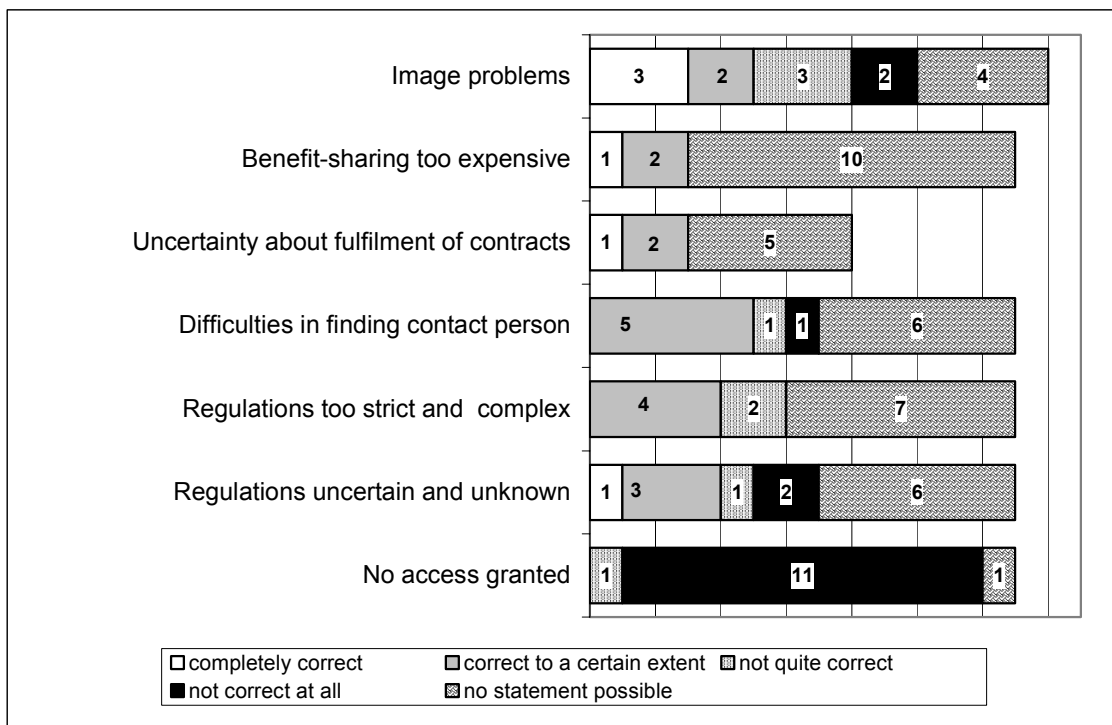 Image problems
3 2 3 2 4
Benefit-sharing too expensive
1 2 10
Uncertainty about fulfilment of contracts
1 2 5
Difficulties in finding contact person
5 1 1 6
Regulations too strict and  complex
4 2 7
Regulations uncertain and unknown
1 3 1 2 6
No access granted
1 11 1
completely correct correct to a certain extent not quite correct
not correct at all no statement possible